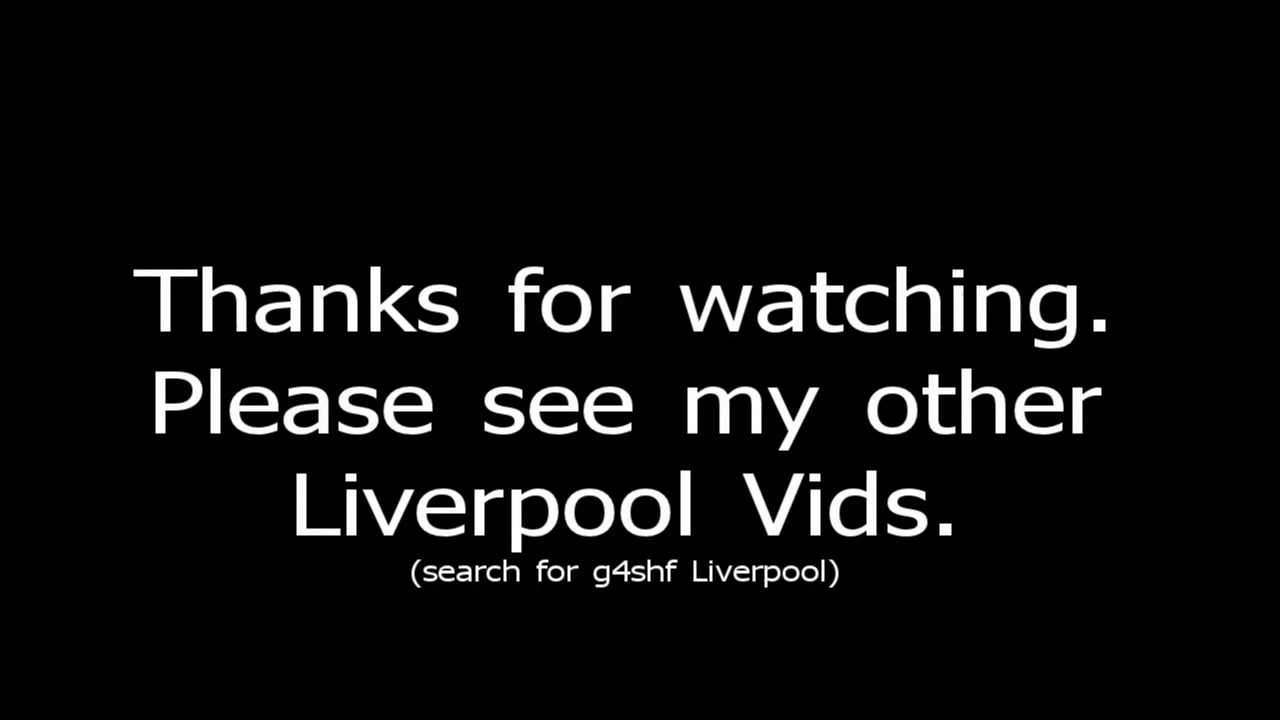 Thanks for watching.
Please see my other
Liverpool Vids.
(search for g4shf Liverpool)